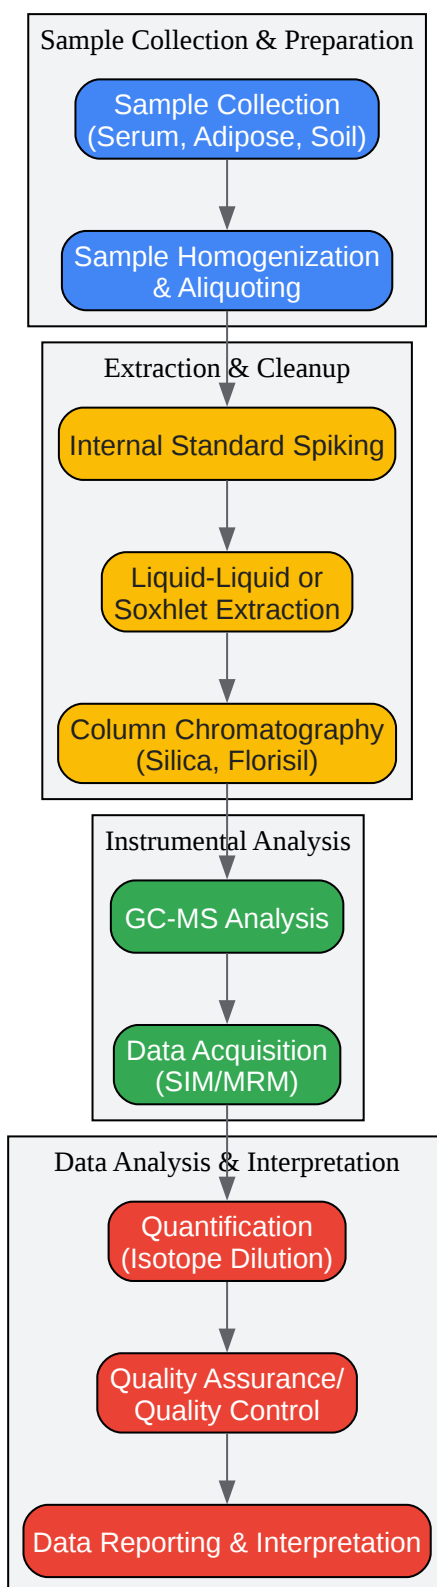 Sample Collection & Preparation
Sample Collection
(Serum, Adipose, Soil)
Sample Homogenization
& Aliquoting
Extraction & Cleanup
Internal Standard Spiking
Liquid-Liquid or
Soxhlet Extraction
Column Chromatography
(Silica, Florisil)
Instrumental Analysis
GC-MS Analysis
Data Acquisition
(SIM/MRM)
Data Analysis & Interpretation
Quantification
(Isotope Dilution)
Quality Assurance/
Quality Control
Data Reporting & Interpretation